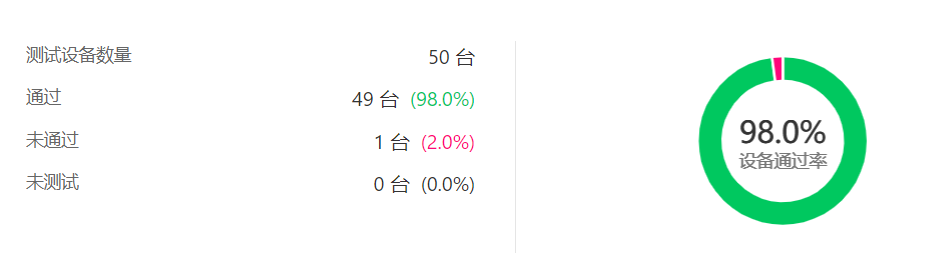 测试设备数量 50 台
通过 49 台 (98.0%)
未通过 1 台 (2.0%)
未测试 0 台 (0.0%)
98.0%
设备通过率